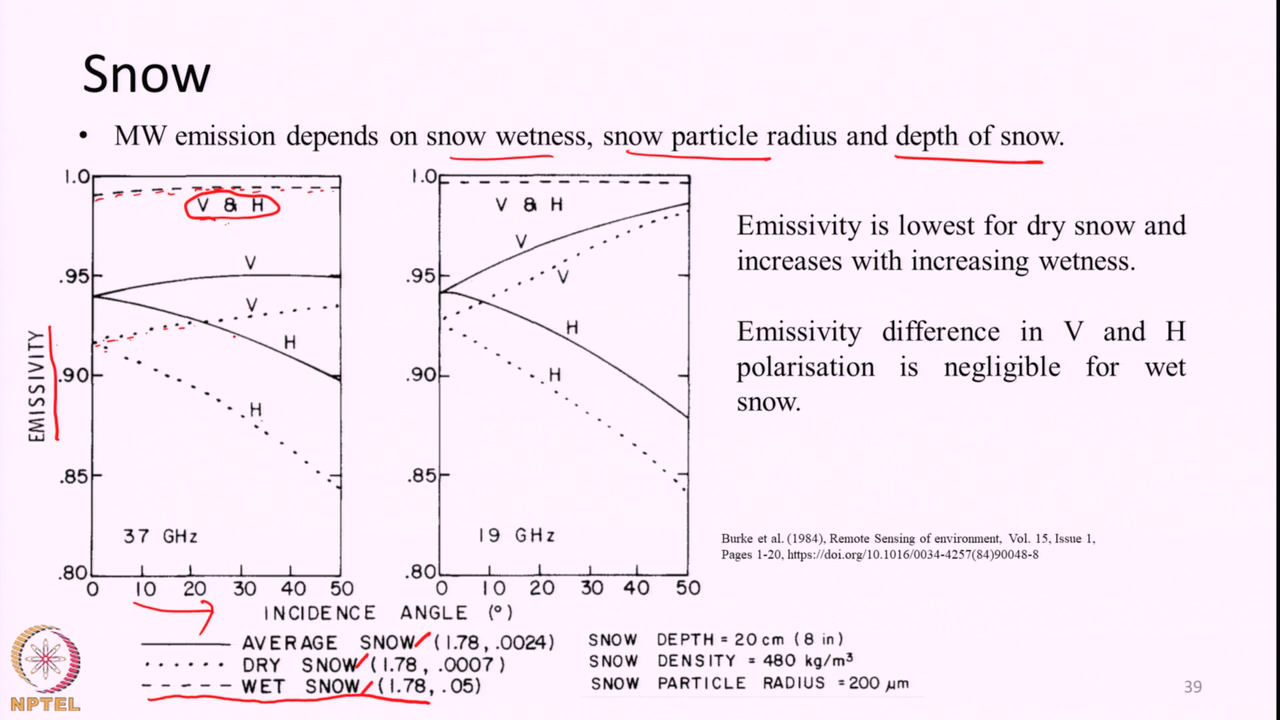 Snow
• MW emission depends on snow wetness, snow particle radius and depth of snow.
1.0
.95
.90
.85
.80
EMISSIVITY
V & H
V
V
H
H
37 GHz
0 10 20 30 40 50
1.0
.95
.90
.85
.80
V & H
V
V
H
H
19 GHz
0 10 20 30 40 50
INCIDENCE ANGLE (°)
AVERAGE SNOW (1.78, .0024)
DRY SNOW (1.78, .0007)
WET SNOW (1.78, .05)
SNOW DEPTH = 20 cm (8 in)
SNOW DENSITY = 480 kg/m³
SNOW PARTICLE RADIUS = 200 µm
Emissivity is lowest for dry snow and
increases with increasing wetness.
Emissivity difference in V and H
polarisation is negligible for wet
snow.
Burke et al. (1984), Remote Sensing of environment, Vol. 15, Issue 1,
Pages 1-20, https://doi.org/10.1016/0034-4257(84)90048-8
NPTEL
39